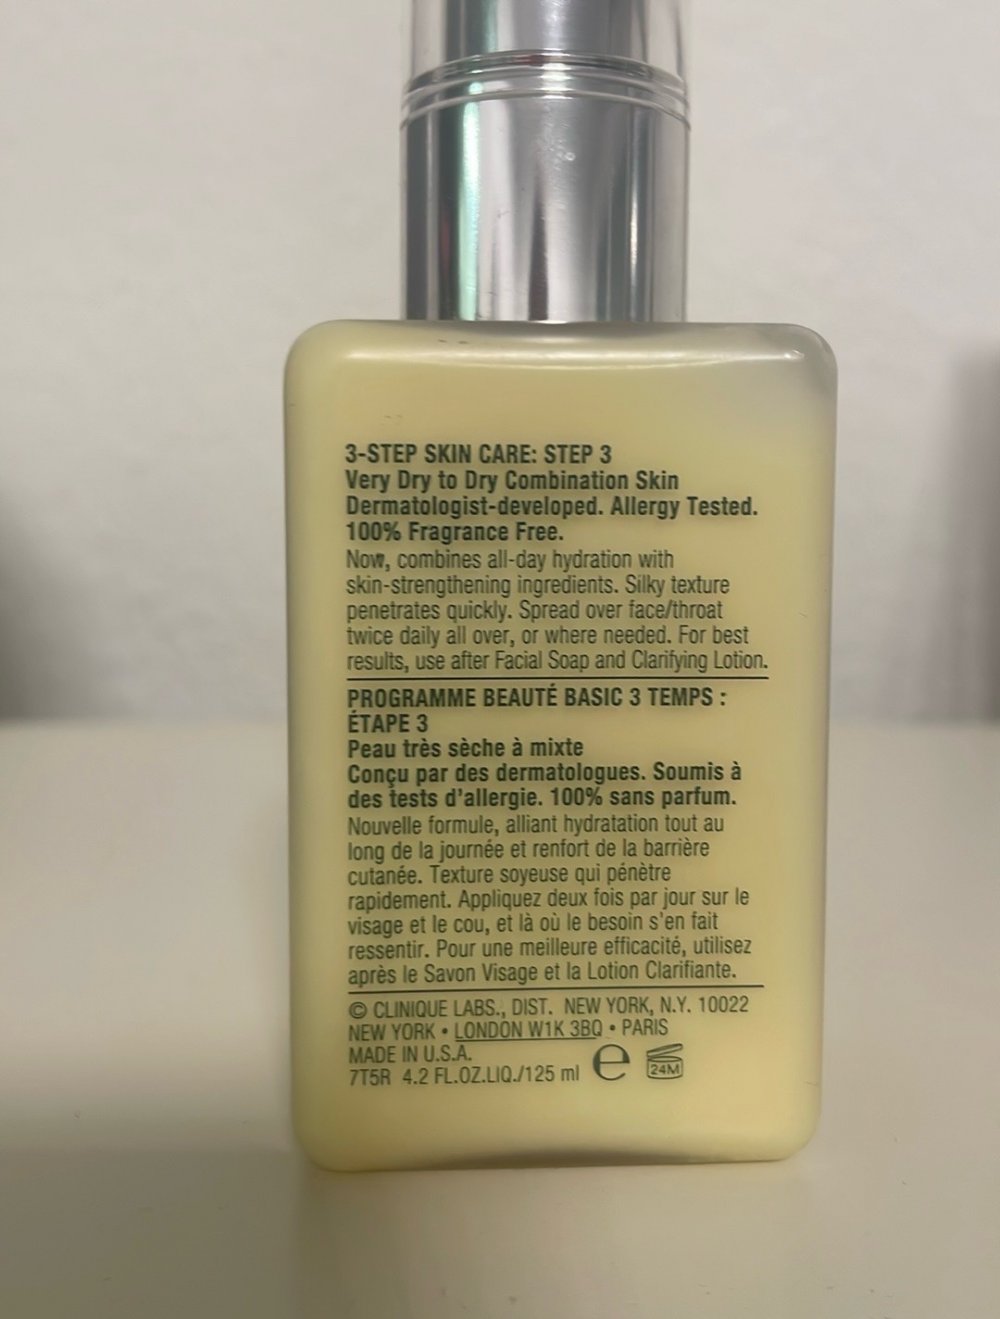 3-STEP SKIN CARE: STEP 3
Very Dry to Dry Combination Skin
Dermatologist-developed. Allergy Tested.
100% Fragrance Free.
Now, combines all-day hydration with
skin-strengthening ingredients. Silky texture
penetrates quickly. Spread over face/throat
twice daily all over, or where needed. For best
results, use after Facial Soap and Clarifying Lotion.
PROGRAMME BEAUTÉ BASIC 3 TEMPS :
ÉTAPE 3
Peau très sèche à mixte
Conçu par des dermatologues. Soumis à
des tests d'allergie. 100% sans parfum.
Nouvelle formule, alliant hydratation tout au
long de la journée et renfort de la barrière
cutanée. Texture soyeuse qui pénètre
rapidement. Appliquez deux fois par jour sur le
visage et le cou, et là où le besoin s'en fait
ressentir. Pour une meilleure efficacité, utilisez
après le Savon Visage et la Lotion Clarifiante.
© CLINIQUE LABS., DIST. NEW YORK, N.Y. 10022
NEW YORK • LONDON W1K 3BQ • PARIS
MADE IN U.S.A.
7T5R 4.2 FL.OZ.LIQ./125 ml ℮ 24M